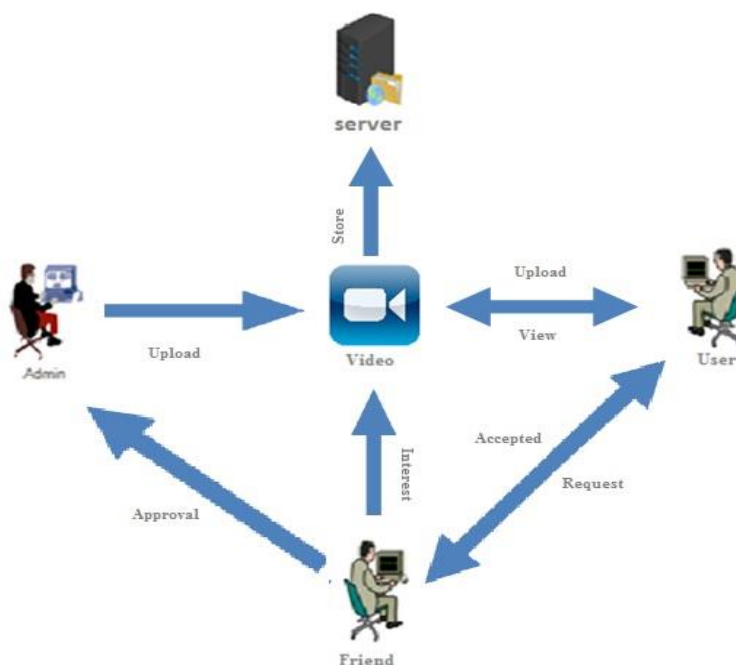 server
Store
Upload
View
Upload
Video
Admin
User
Accepted
Request
Interest
Approval
Friend